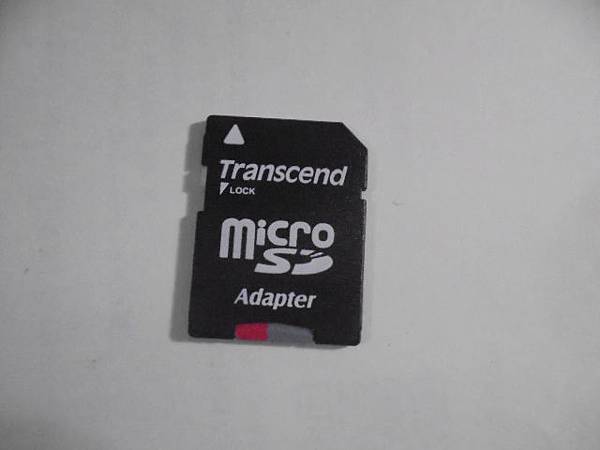 Transcend
LOCK
micro
SD
Adapter